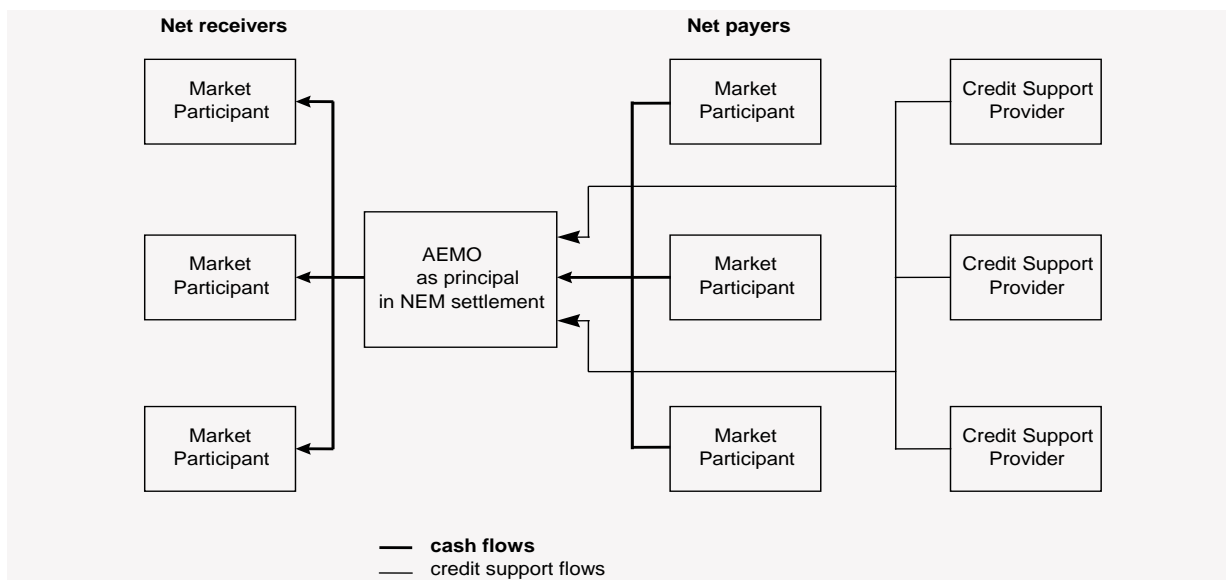 Net receivers
Net payers
Market
Participant
Market
Participant
Credit Support
Provider
AEMO
as principal
in NEM settlement
Market
Participant
Market
Participant
Credit Support
Provider
Market
Participant
Market
Participant
Credit Support
Provider
cash flows
credit support flows